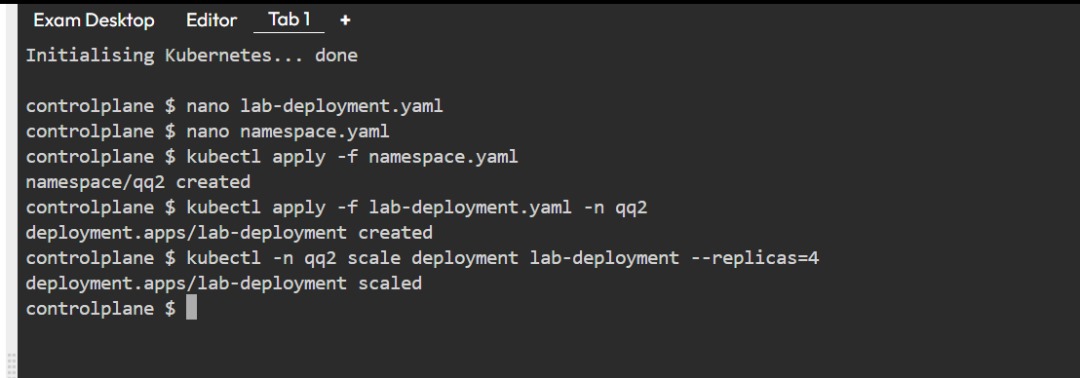 Exam Desktop Editor Tab 1 +
Initialising Kubernetes... done
controlplane $ nano lab-deployment.yaml
controlplane $ nano namespace.yaml
controlplane $ kubectl apply -f namespace.yaml
namespace/qq2 created
controlplane $ kubectl apply -f lab-deployment.yaml -n qq2
deployment.apps/lab-deployment created
controlplane $ kubectl -n qq2 scale deployment lab-deployment --replicas=4
deployment.apps/lab-deployment scaled
controlplane $